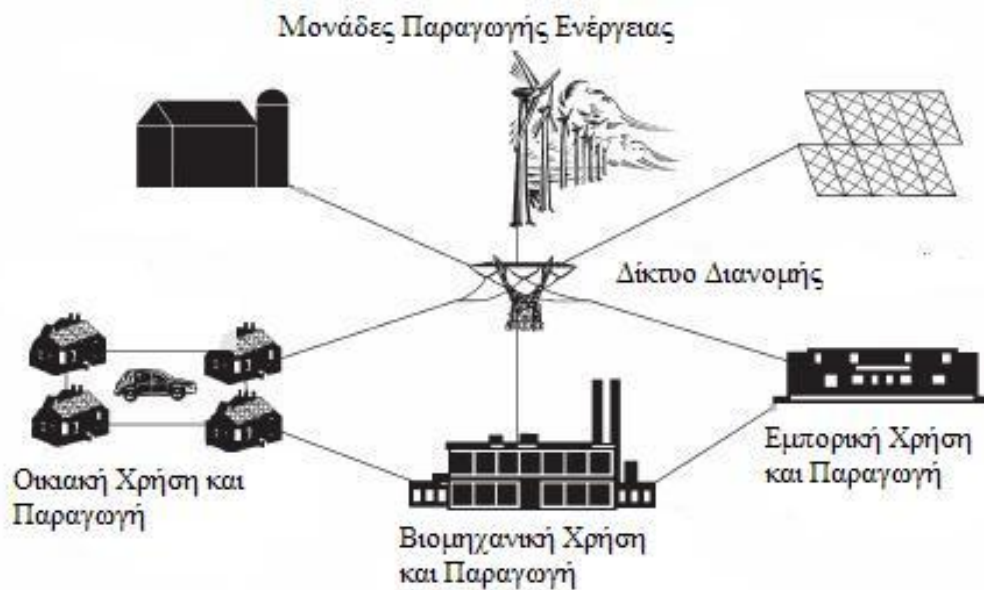 Μονάδες Παραγωγής Ενέργειας
Δίκτυο Διανομής
Οικιακή Χρήση και
Παραγωγή
Βιομηχανική Χρήση
και Παραγωγή
Εμπορική Χρήση
και Παραγωγή